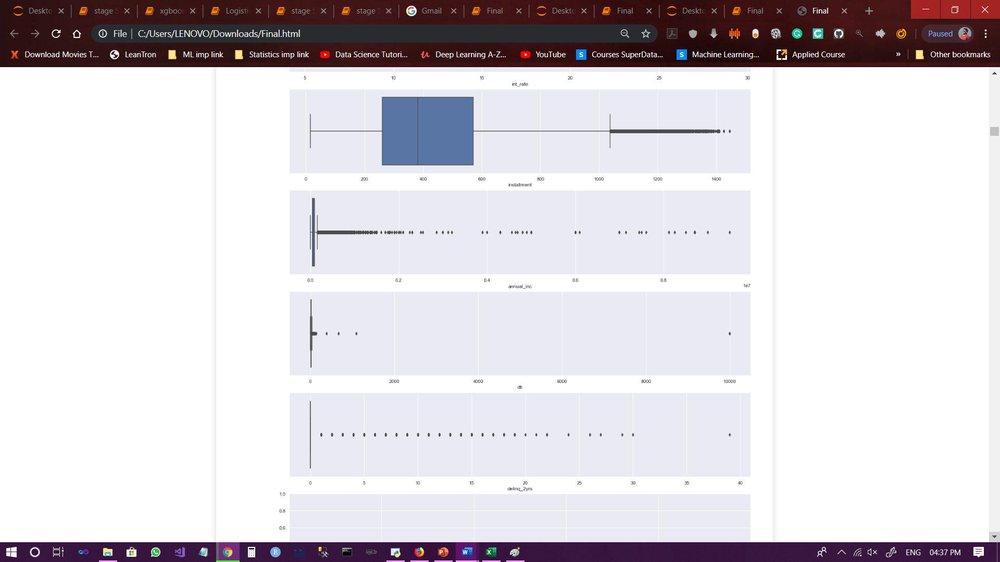 Deskto stage 5 xgboos Logisti stage 5 stage 5 Gmail Final Deskto Final Deskto Final Final
File C:/Users/LENOVO/Downloads/Final.html Paused
Download Movies T... LeanTron ML imp link Statistics imp link Data Science Tutori... Deep Learning A-Z... YouTube Courses SuperData... Machine Learning... Applied Course » Other bookmarks
5 10 15 20 25 30
int_rate
0 200 400 600 800 1000 1200 1400
installment
0.0 0.2 0.4 0.6 0.8
annual_inc 1e7
0 2000 4000 6000 8000 10000
dti
0 5 10 15 20 25 30 35 40
delinq_2yrs
1.0
0.8
0.6
ENG 04:37 PM